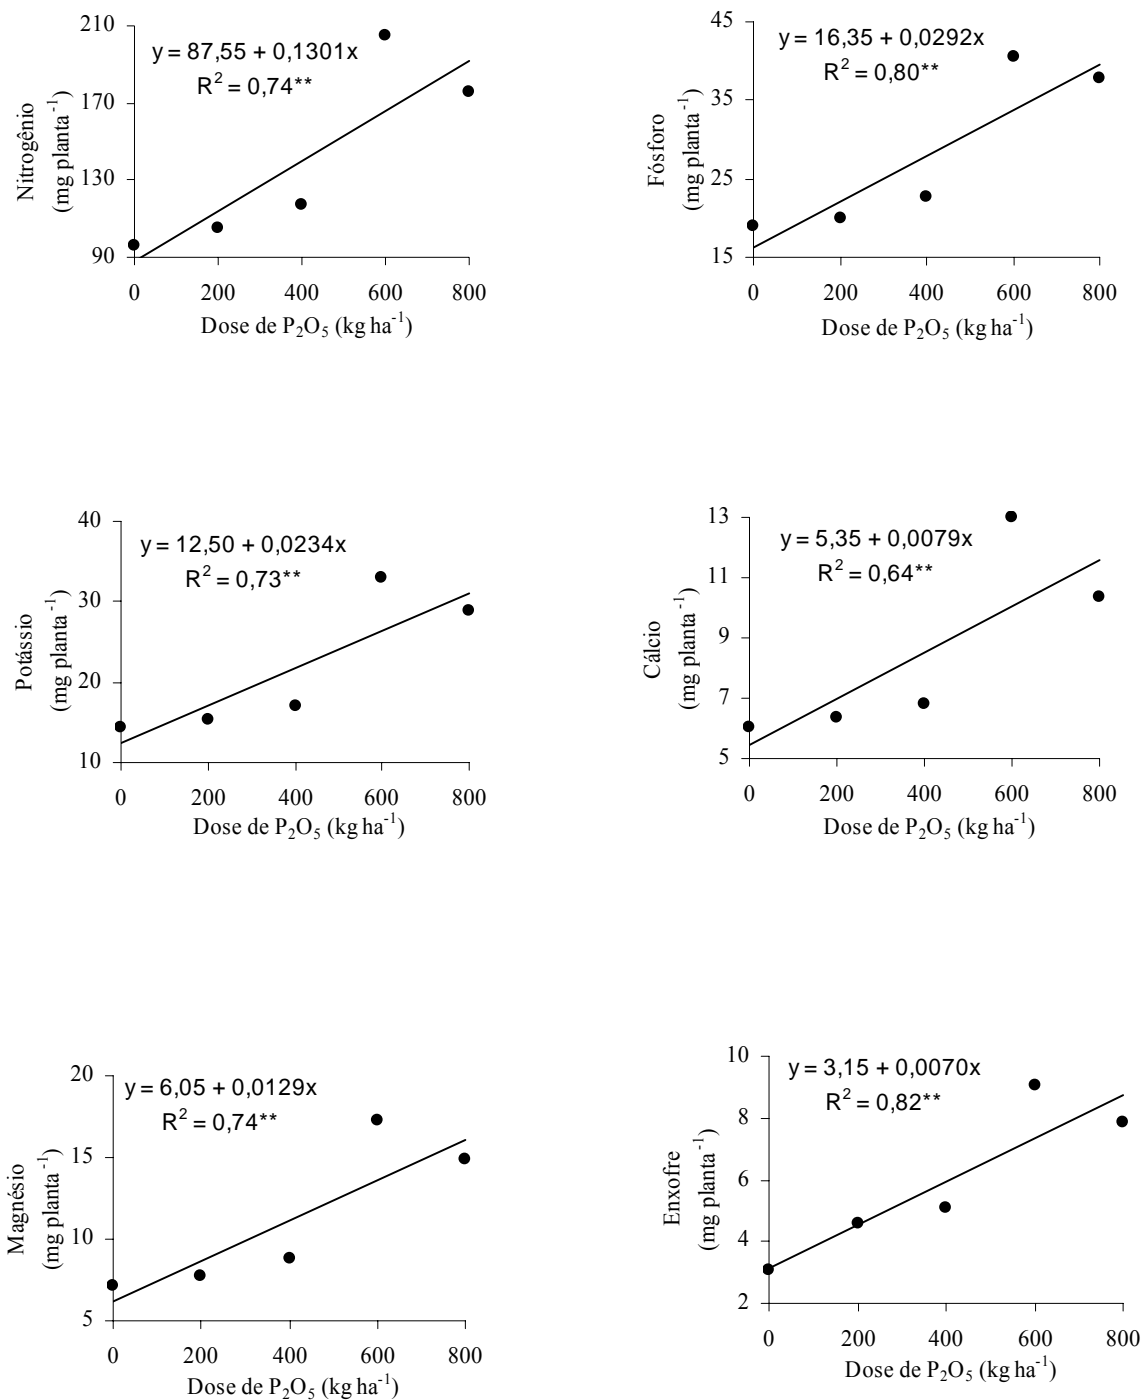 210
170
130
90
y = 87,55 + 0,1301x
R² = 0,74**
Nitrogênio
(mg planta⁻¹)
0 200 400 600 800
Dose de P₂O₅ (kg ha⁻¹)
45
35
25
15
y = 16,35 + 0,0292x
R² = 0,80**
Fósforo
(mg planta⁻¹)
0 200 400 600 800
Dose de P₂O₅ (kg ha⁻¹)
40
30
20
10
y = 12,50 + 0,0234x
R² = 0,73**
Potássio
(mg planta⁻¹)
0 200 400 600 800
Dose de P₂O₅ (kg ha⁻¹)
13
11
9
7
5
y = 5,35 + 0,0079x
R² = 0,64**
Cálcio
(mg planta⁻¹)
0 200 400 600 800
Dose de P₂O₅ (kg ha⁻¹)
20
15
10
5
y = 6,05 + 0,0129x
R² = 0,74**
Magnésio
(mg planta⁻¹)
0 200 400 600 800
Dose de P₂O₅ (kg ha⁻¹)
10
8
6
4
2
y = 3,15 + 0,0070x
R² = 0,82**
Enxofre
(mg planta⁻¹)
0 200 400 600 800
Dose de P₂O₅ (kg ha⁻¹)